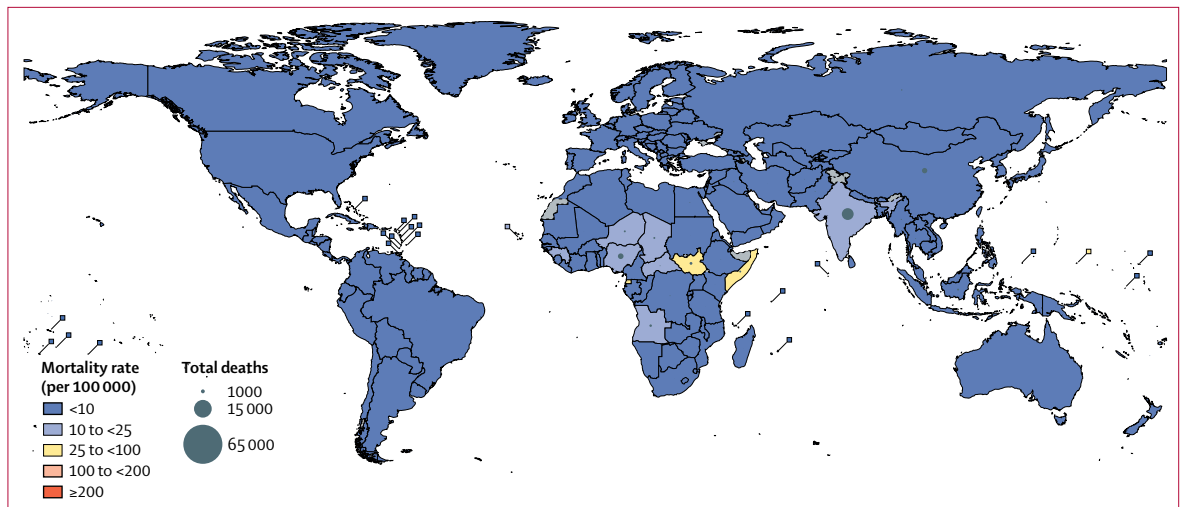 Mortality rate
(per 100 000)
<10
10 to <25
25 to <100
100 to <200
≥200
Total deaths
1000
15 000
65 000